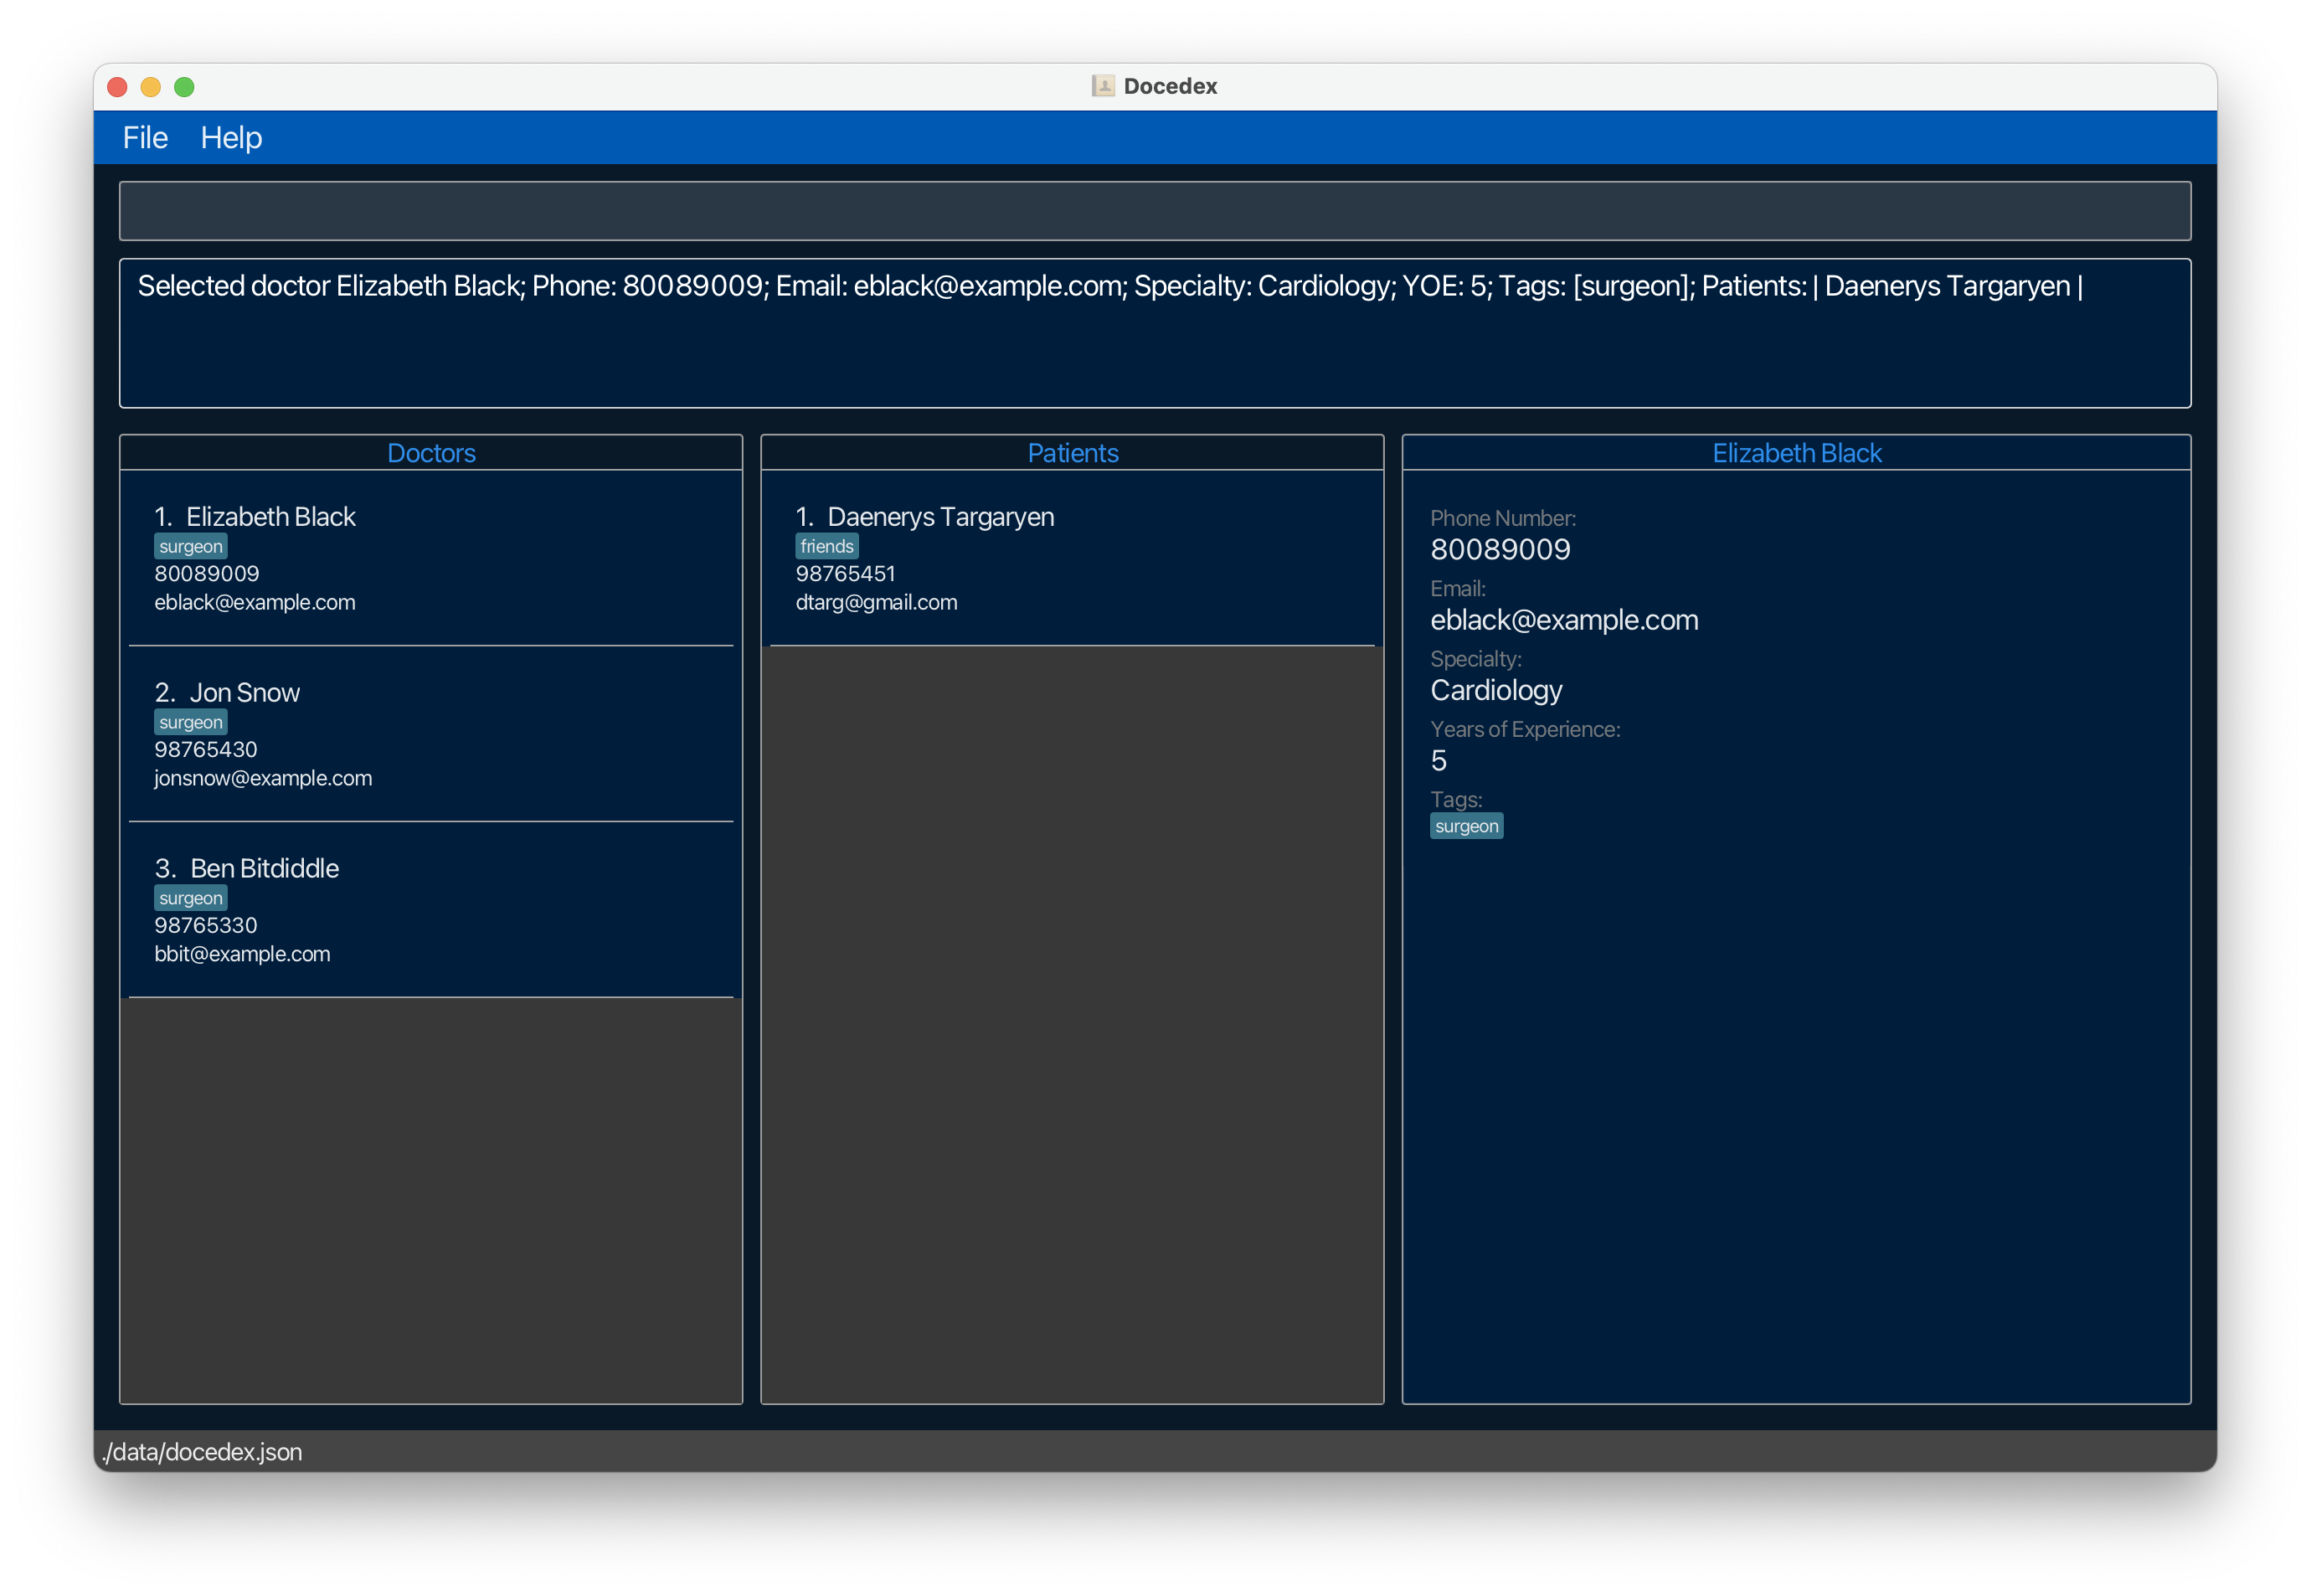 Docedex
File Help
Selected doctor Elizabeth Black; Phone: 80089009; Email: eblack@example.com; Specialty: Cardiology; YOE: 5; Tags: [surgeon]; Patients: | Daenerys Targaryen |
Doctors
1. Elizabeth Black
surgeon
80089009
eblack@example.com
2. Jon Snow
surgeon
98765430
jonsnow@example.com
3. Ben Bitdiddle
surgeon
98765330
bbit@example.com
Patients
1. Daenerys Targaryen
friends
98765451
dtarg@gmail.com
Elizabeth Black
Phone Number:
80089009
Email:
eblack@example.com
Specialty:
Cardiology
Years of Experience:
5
Tags:
surgeon
./data/docedex.json